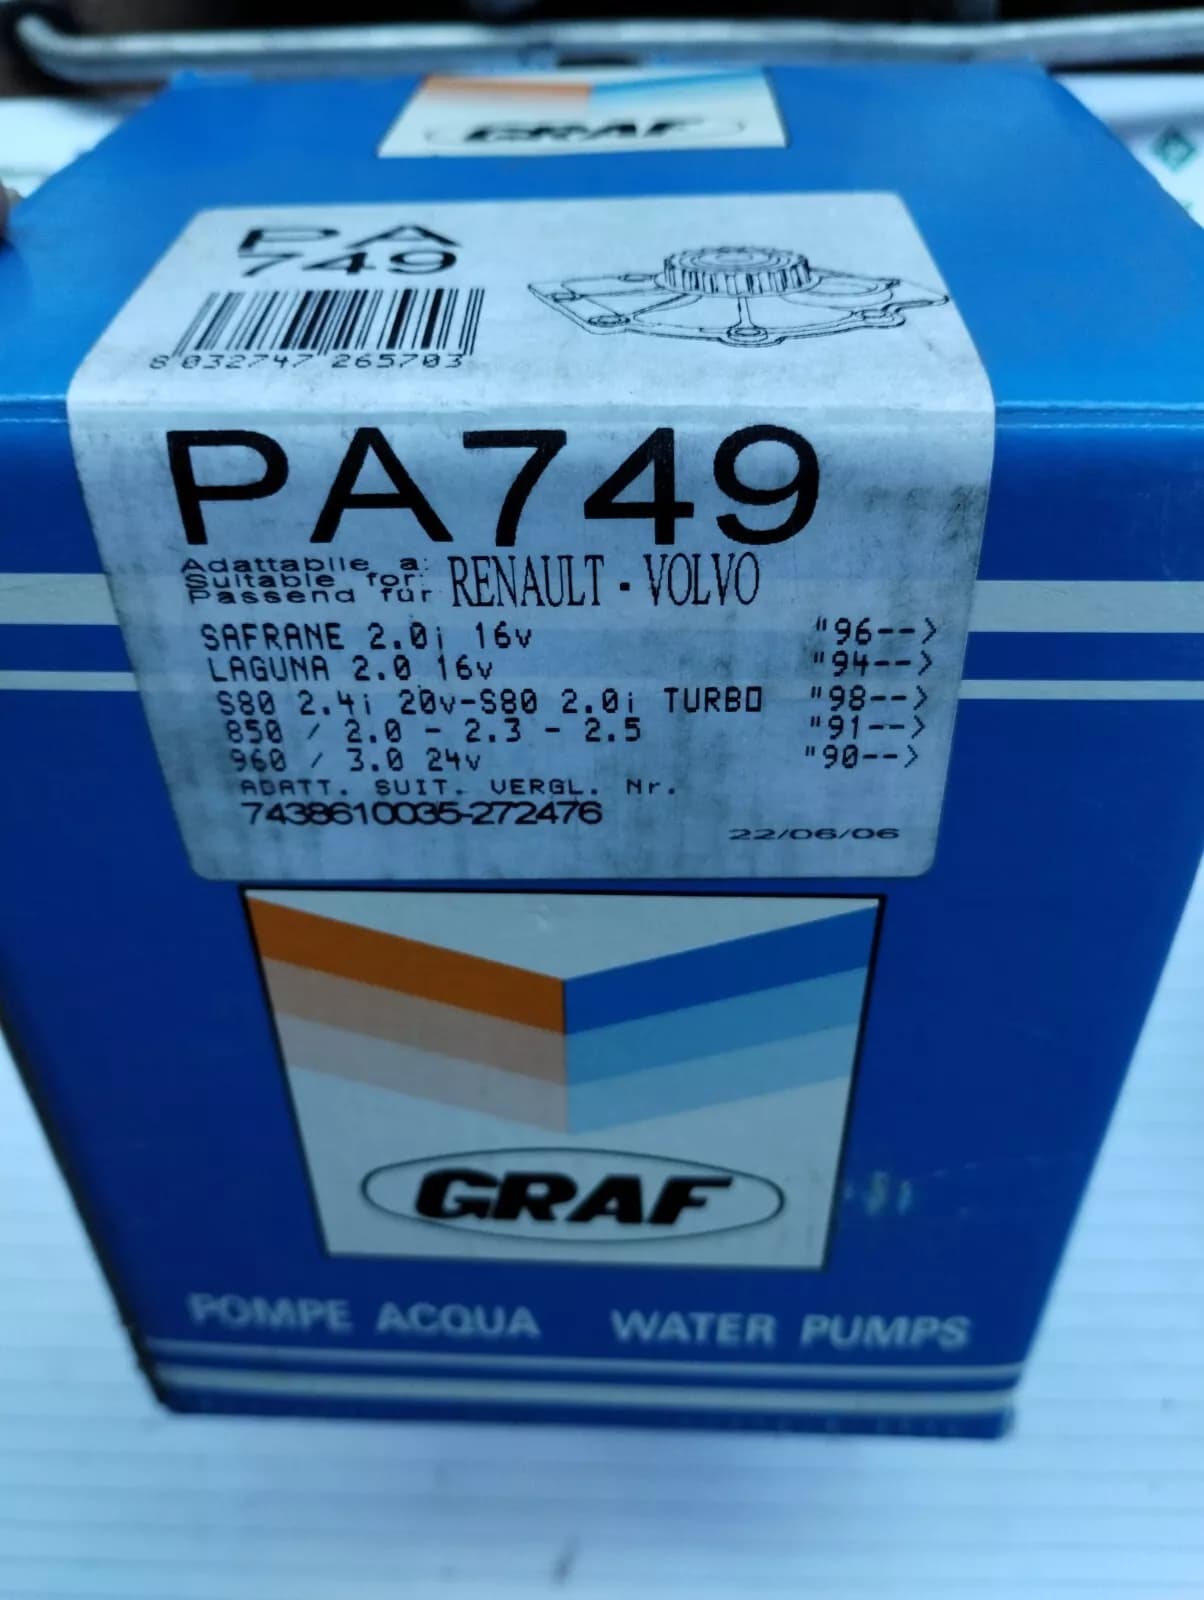 GRAF
PA
749
8 032747 265703
PA749
Adattabile a:
Suitable for:
Passend für
RENAULT - VOLVO
SAFRANE 2.0i 16v "96-->
LAGUNA 2.0 16v "94-->
S80 2.4i 20v-S80 2.0i TURBO "98-->
850 / 2.0 - 2.3 - 2.5 "91-->
960 / 3.0 24v "90-->
ADATT. SUIT. VERGL. Nr.
7438610035-272476
22/06/06
GRAF
POMPE ACQUA WATER PUMPS